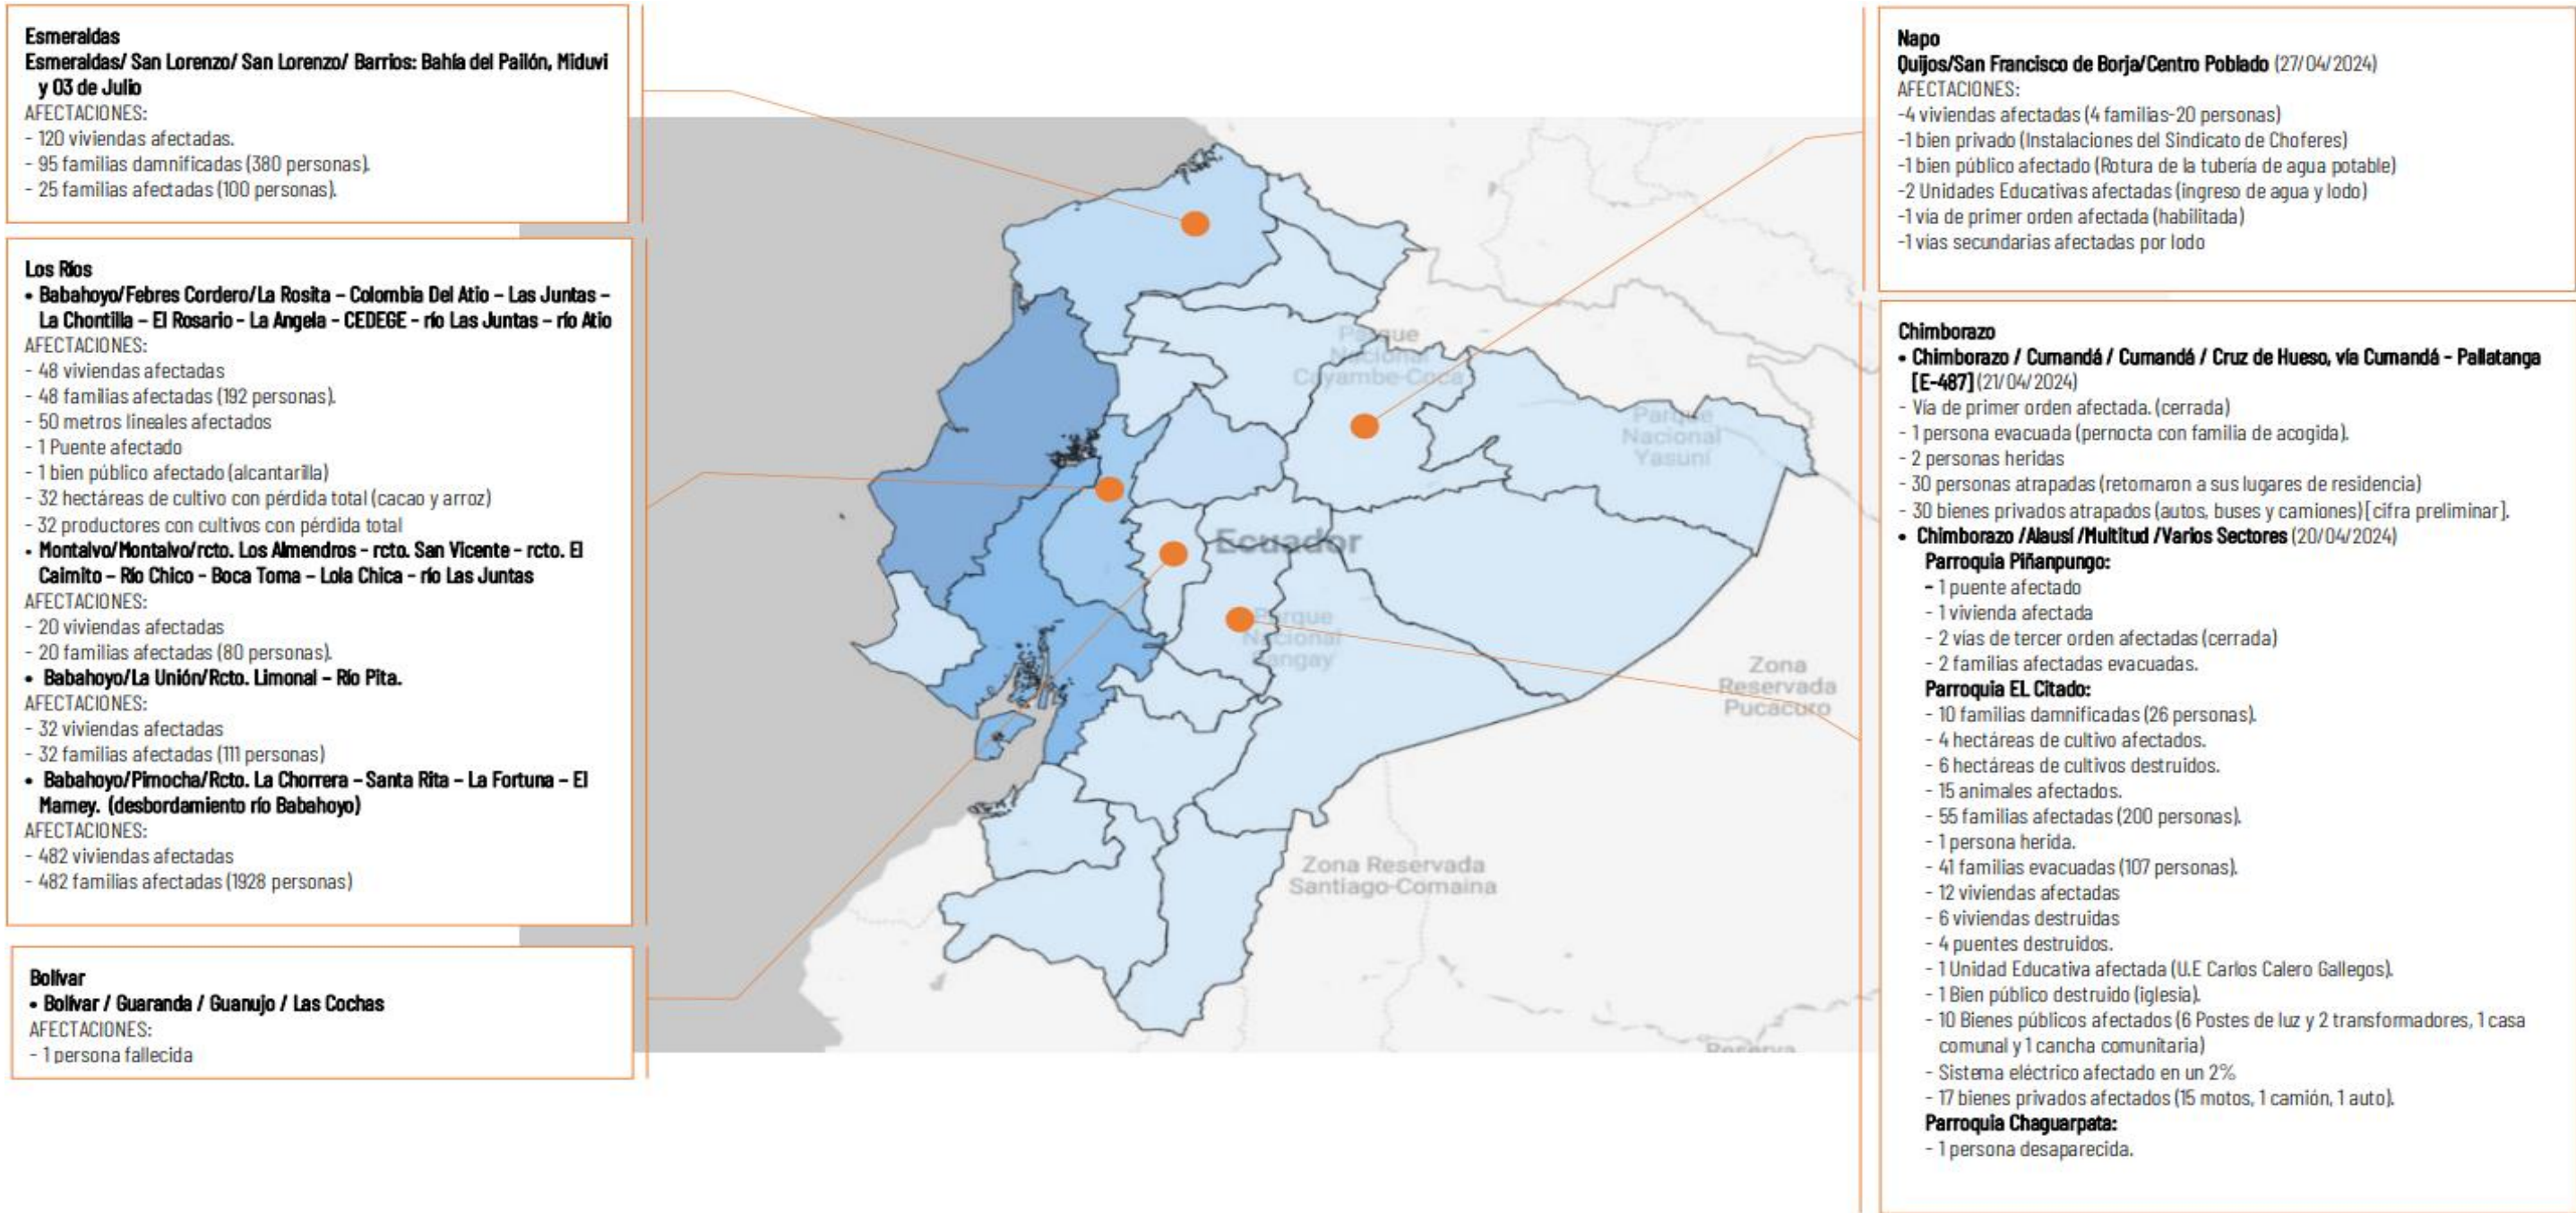 Esmeraldas
Esmeraldas/ San Lorenzo/ San Lorenzo/ Barrios: Bahía del Pailón, Miduvi
y 03 de Julio
AFECTACIONES:
- 120 viviendas afectadas.
- 95 familias damnificadas (380 personas).
- 25 familias afectadas (100 personas).
Los Ríos
• Babahoyo/Febres Cordero/La Rosita – Colombia Del Atio – Las Juntas –
La Chontilla – El Rosario - La Angela - CEDEGE - río Las Juntas – río Atio
AFECTACIONES:
- 48 viviendas afectadas
- 48 familias afectadas (192 personas).
- 50 metros lineales afectados
- 1 Puente afectado
- 1 bien público afectado (alcantarilla)
- 32 hectáreas de cultivo con pérdida total (cacao y arroz)
- 32 productores con cultivos con pérdida total
• Montalvo/Montalvo/rcto. Los Almendros - rcto. San Vicente - rcto. El
Caimito – Río Chico - Boca Toma – Lola Chica - río Las Juntas
AFECTACIONES:
- 20 viviendas afectadas
- 20 familias afectadas (80 personas).
• Babahoyo/La Unión/Rcto. Limonal – Río Pita.
AFECTACIONES:
- 32 viviendas afectadas
- 32 familias afectadas (111 personas)
• Babahoyo/Pimocha/Rcto. La Chorrera – Santa Rita – La Fortuna – El
Mamey. (desbordamiento río Babahoyo)
AFECTACIONES:
- 482 viviendas afectadas
- 482 familias afectadas (1928 personas)
Bolívar
• Bolívar / Guaranda / Guanujo / Las Cochas
AFECTACIONES:
- 1 persona fallecida
Parque
Nacional
Cayambe-Coca
Parque
Nacional
Yasuní
Ecuador
Parque
Nacional
Sangay
Zona
Reservada
Pucacuro
Zona Reservada
Santiago-Comaina
Reserva
Napo
Quijos/San Francisco de Borja/Centro Poblado (27/04/2024)
AFECTACIONES:
-4 viviendas afectadas (4 familias-20 personas)
-1 bien privado (Instalaciones del Sindicato de Choferes)
-1 bien público afectado (Rotura de la tubería de agua potable)
-2 Unidades Educativas afectadas (ingreso de agua y lodo)
-1 vía de primer orden afectada (habilitada)
-1 vías secundarias afectadas por lodo
Chimborazo
• Chimborazo / Cumandá / Cumandá / Cruz de Hueso, vía Cumandá - Pallatanga
[E-487] (21/04/2024)
- Vía de primer orden afectada. (cerrada)
- 1 persona evacuada (pernocta con familia de acogida).
- 2 personas heridas
- 30 personas atrapadas (retornaron a sus lugares de residencia)
- 30 bienes privados atrapados (autos, buses y camiones) [cifra preliminar].
• Chimborazo /Alausí /Multitud /Varios Sectores (20/04/2024)
Parroquia Piñanpungo:
- 1 puente afectado
- 1 vivienda afectada
- 2 vías de tercer orden afectadas (cerrada)
- 2 familias afectadas evacuadas.
Parroquia EL Citado:
- 10 familias damnificadas (26 personas).
- 4 hectáreas de cultivo afectados.
- 6 hectáreas de cultivos destruidos.
- 15 animales afectados.
- 55 familias afectadas (200 personas).
- 1 persona herida.
- 41 familias evacuadas (107 personas).
- 12 viviendas afectadas
- 6 viviendas destruidas
- 4 puentes destruidos.
- 1 Unidad Educativa afectada (U.E Carlos Calero Gallegos).
- 1 Bien público destruido (iglesia).
- 10 Bienes públicos afectados (6 Postes de luz y 2 transformadores, 1 casa
comunal y 1 cancha comunitaria)
- Sistema eléctrico afectado en un 2%
- 17 bienes privados afectados (15 motos, 1 camión, 1 auto).
Parroquia Chaguarpata:
- 1 persona desaparecida.